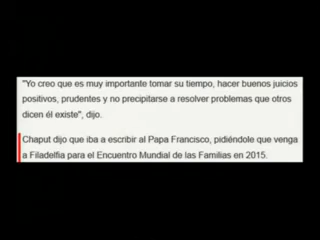 "Yo creo que es muy importante tomar su tiempo, hacer buenos juicios
positivos, prudentes y no precipitarse a resolver problemas que otros
dicen él existe", dijo.
Chaput dijo que iba a escribir al Papa Francisco, pidiéndole que venga
a Filadelfia para el Encuentro Mundial de las Familias en 2015.